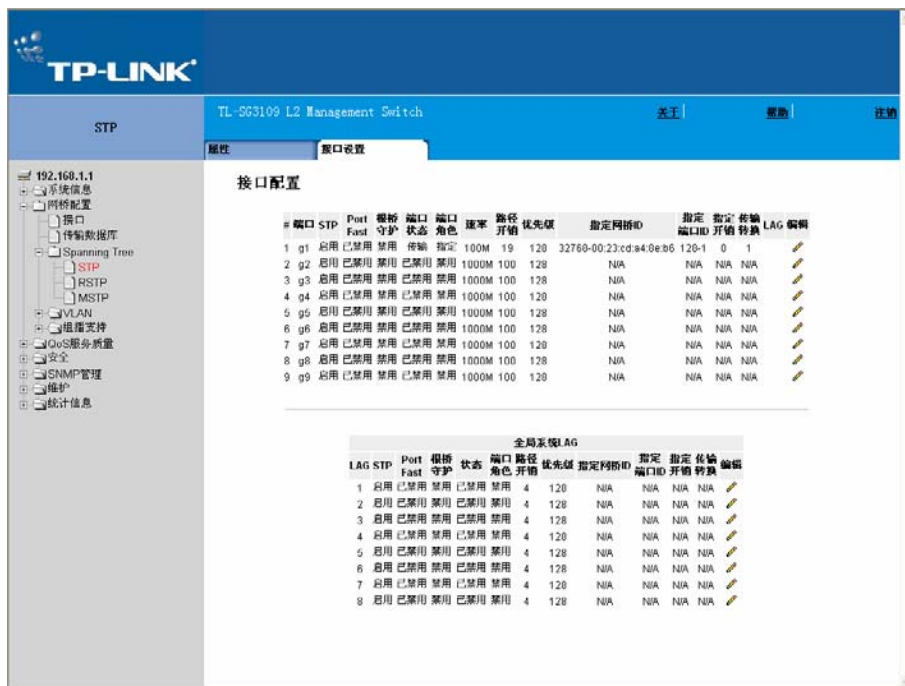 TP-LINK
STP
TL-SG3109 L2 Management Switch
关于
帮助
注销
属性
接口设置
192.168.1.1
系统信息
网桥配置
接口
传输数据库
Spanning Tree
STP
RSTP
MSTP
VLAN
组播支持
QoS服务质量
安全
SNMP管理
维护
统计信息
接口配置
# 端口 STP Port Fast 根桥守护 端口状态 端口角色 速率 路径开销 优先级 指定网桥ID 指定端口ID 指定开销 传输转换 LAG 编辑
1 g1 启用 已禁用 禁用 传输 指定 100M 19 128 32768-00:23:cd:a4:8e:b6 128-1 0 1
2 g2 启用 已禁用 禁用 已禁用 禁用 1000M 100 128 N/A N/A N/A N/A
3 g3 启用 已禁用 禁用 已禁用 禁用 1000M 100 128 N/A N/A N/A N/A
4 g4 启用 已禁用 禁用 已禁用 禁用 1000M 100 128 N/A N/A N/A N/A
5 g5 启用 已禁用 禁用 已禁用 禁用 1000M 100 128 N/A N/A N/A N/A
6 g6 启用 已禁用 禁用 已禁用 禁用 1000M 100 128 N/A N/A N/A N/A
7 g7 启用 已禁用 禁用 已禁用 禁用 1000M 100 128 N/A N/A N/A N/A
8 g8 启用 已禁用 禁用 已禁用 禁用 1000M 100 128 N/A N/A N/A N/A
9 g9 启用 已禁用 禁用 已禁用 禁用 1000M 100 128 N/A N/A N/A N/A
全局系统LAG
LAG STP Port Fast 根桥守护 状态 端口角色 路径开销 优先级 指定网桥ID 指定端口ID 指定开销 传输转换 编辑
1 启用 已禁用 禁用 已禁用 禁用 4 128 N/A N/A N/A N/A
2 启用 已禁用 禁用 已禁用 禁用 4 128 N/A N/A N/A N/A
3 启用 已禁用 禁用 已禁用 禁用 4 128 N/A N/A N/A N/A
4 启用 已禁用 禁用 已禁用 禁用 4 128 N/A N/A N/A N/A
5 启用 已禁用 禁用 已禁用 禁用 4 128 N/A N/A N/A N/A
6 启用 已禁用 禁用 已禁用 禁用 4 128 N/A N/A N/A N/A
7 启用 已禁用 禁用 已禁用 禁用 4 128 N/A N/A N/A N/A
8 启用 已禁用 禁用 已禁用 禁用 4 128 N/A N/A N/A N/A